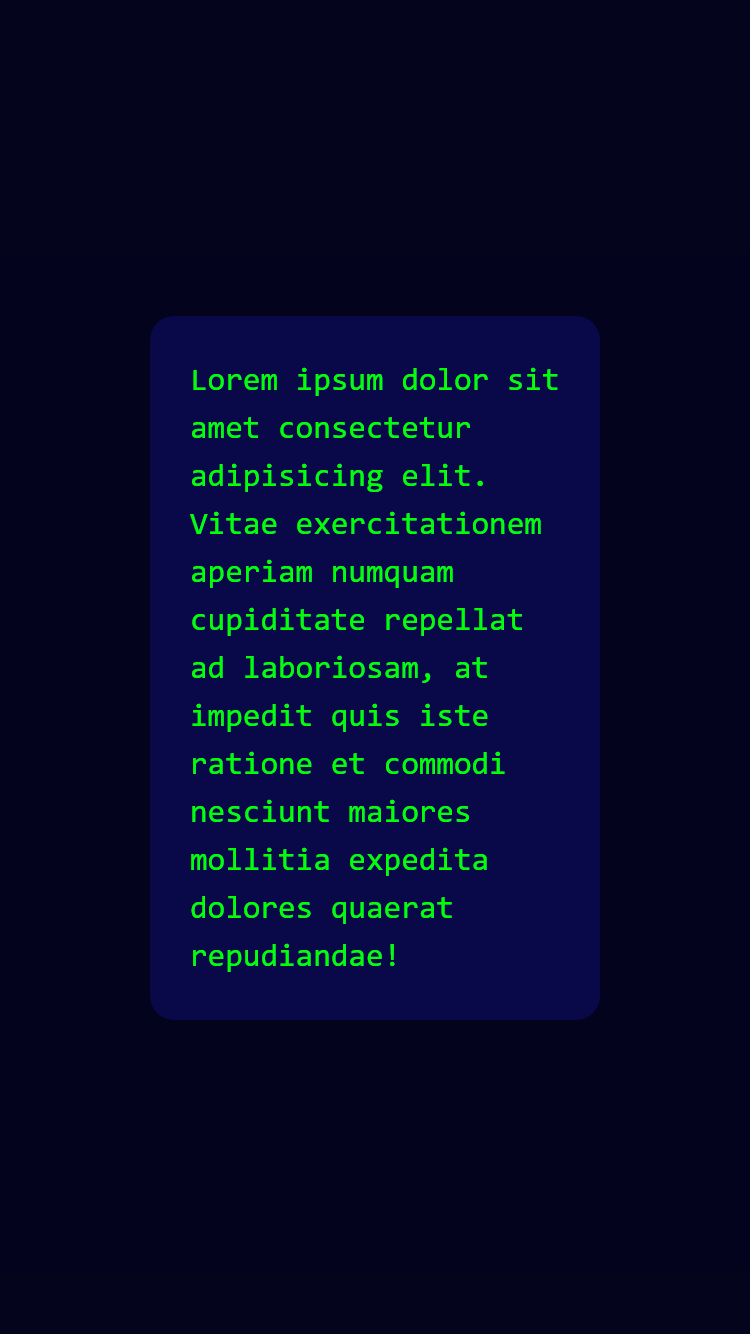 Lorem ipsum dolor sit
amet consectetur
adipisicing elit.
Vitae exercitationem
aperiam numquam
cupiditate repellat
ad laboriosam, at
impedit quis iste
ratione et commodi
nesciunt maiores
mollitia expedita
dolores quaerat
repudiandae!